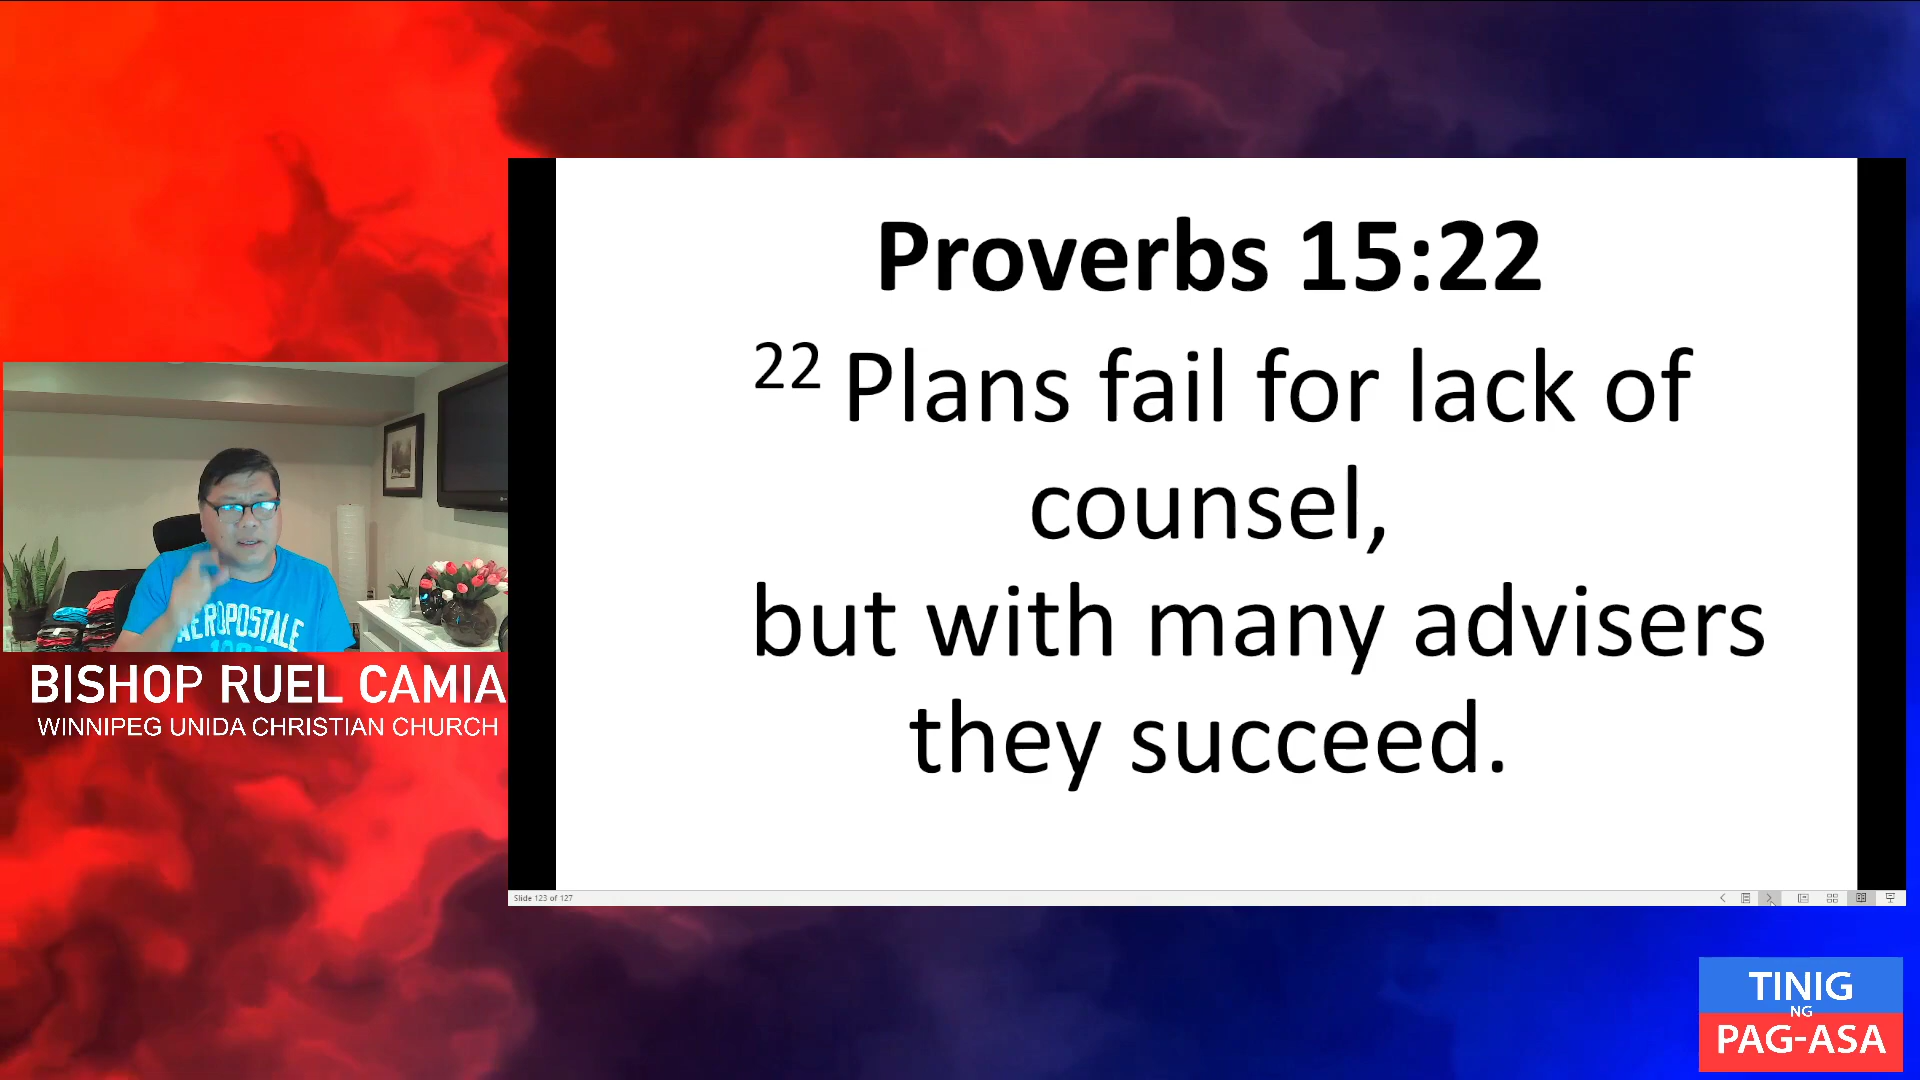 Proverbs 15:22
22 Plans fail for lack of
counsel,
but with many advisers
they succeed.
Slide 123 of 127
AEROPOSTALE
BISHOP RUEL CAMIA
WINNIPEG UNIDA CHRISTIAN CHURCH
TINIG
NG
PAG-ASA